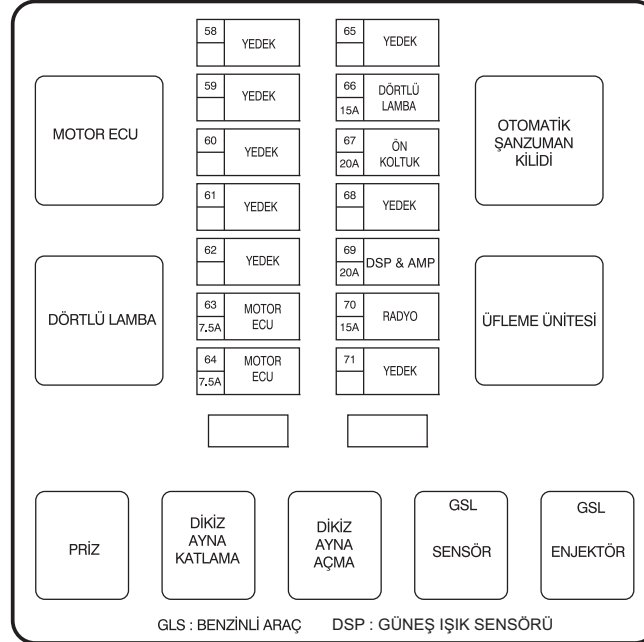 58
YEDEK
65
YEDEK
59
YEDEK
66
15A
DÖRTLÜ
LAMBA
60
YEDEK
67
20A
ÖN
KOLTUK
61
YEDEK
68
YEDEK
62
YEDEK
69
20A
DSP & AMP
63
7.5A
MOTOR
ECU
70
15A
RADYO
64
7.5A
MOTOR
ECU
71
YEDEK
MOTOR ECU
OTOMATİK
ŞANZUMAN
KİLİDİ
DÖRTLÜ LAMBA
ÜFLEME ÜNİTESİ
PRİZ
DİKİZ
AYNA
KATLAMA
DİKİZ
AYNA
AÇMA
GSL
SENSÖR
GSL
ENJEKTÖR
GLS : BENZİNLİ ARAÇ DSP : GÜNEŞ IŞIK SENSÖRÜ